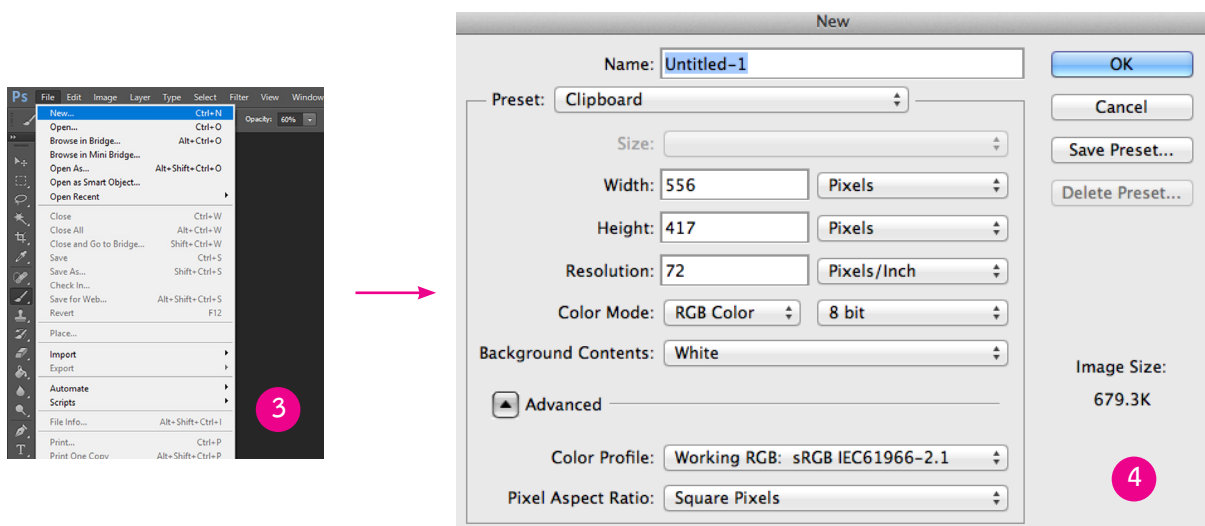 Ps File Edit Image Layer Type Select Filter View Window
Opacity: 60%
New... Ctrl+N
Open... Ctrl+O
Browse in Bridge... Alt+Ctrl+O
Browse in Mini Bridge...
Open As... Alt+Shift+Ctrl+O
Open as Smart Object...
Open Recent
Close Ctrl+W
Close All Alt+Ctrl+W
Close and Go to Bridge... Shift+Ctrl+W
Save Ctrl+S
Save As... Shift+Ctrl+S
Check In...
Save for Web... Alt+Shift+Ctrl+S
Revert F12
Place...
Import
Export
Automate
Scripts
File Info... Alt+Shift+Ctrl+I
Print... Ctrl+P
Print One Copy Alt+Shift+Ctrl+P
T
3
New
Name: Untitled-1
Preset: Clipboard
Size:
Width: 556 Pixels
Height: 417 Pixels
Resolution: 72 Pixels/Inch
Color Mode: RGB Color 8 bit
Background Contents: White
Advanced
Color Profile: Working RGB: sRGB IEC61966-2.1
Pixel Aspect Ratio: Square Pixels
OK
Cancel
Save Preset...
Delete Preset...
Image Size:
679.3K
4